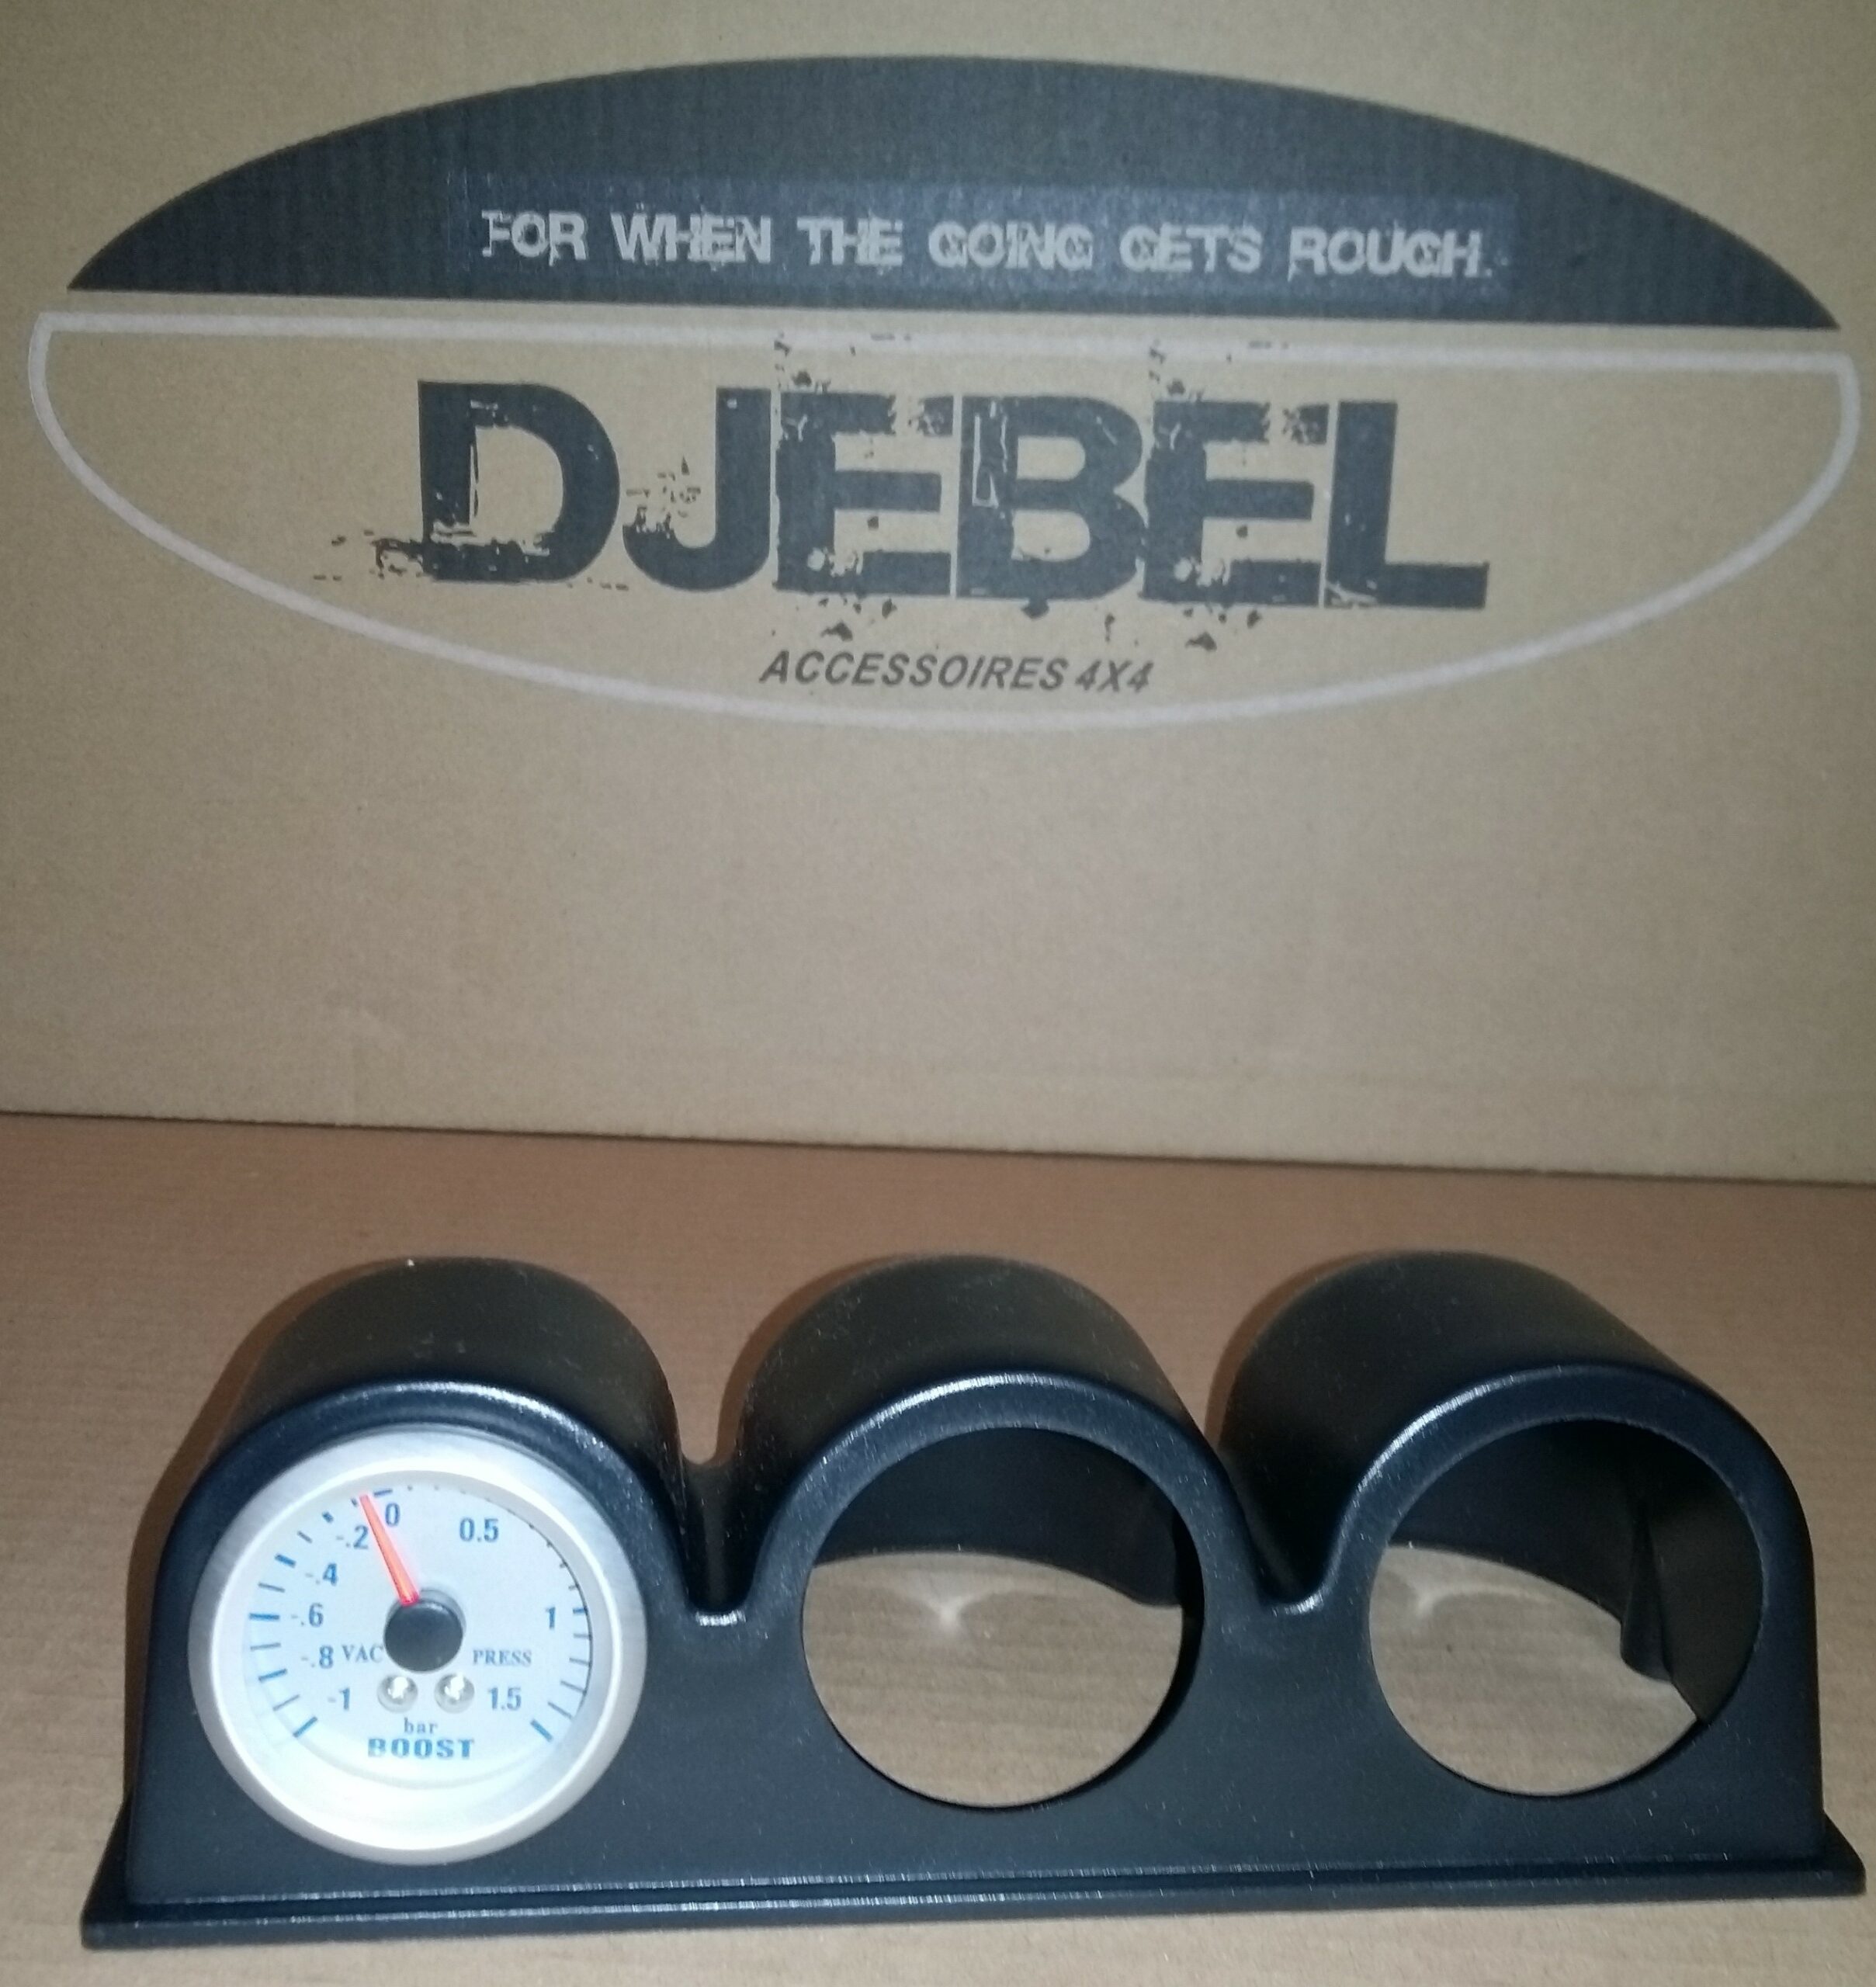 FOR WHEN THE GOING GETS ROUGH.
DJEBEL
ACCESSOIRES 4X4
0
0.5
-.2
-.4
-.6
1
-.8 VAC PRESS
-1 1.5
bar
BOOST